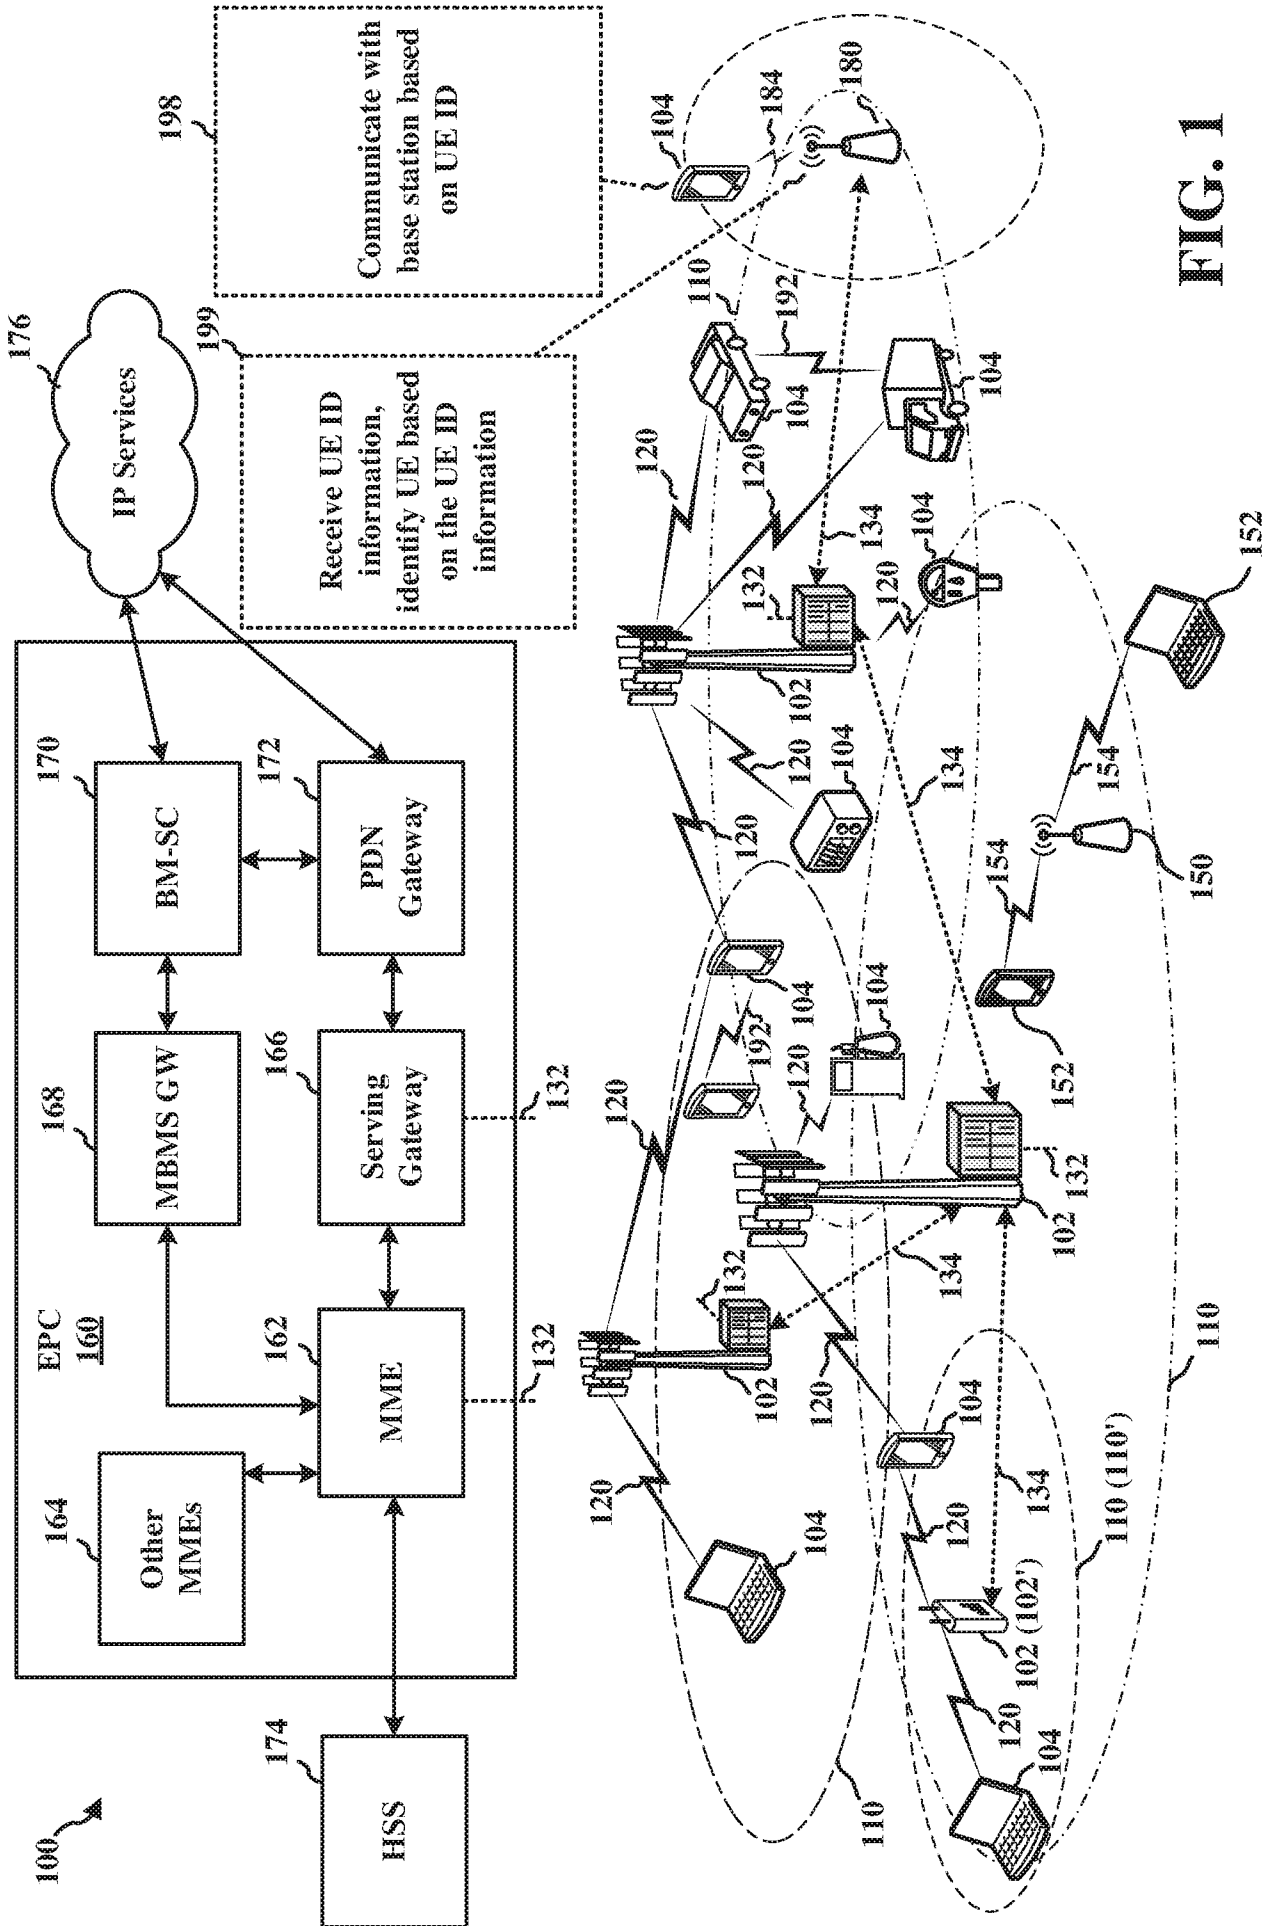 100
174
HSS
EPC
160
164
Other
MMEs
162
MME
132
168
MBMS GW
166
Serving
Gateway
132
170
BM-SC
172
PDN
Gateway
176
IP Services
199
Receive UE ID
information,
identify UE based
on the UE ID
information
198
Communicate with
base station based
on UE ID
120
120
120
120
104
184
110
104
192
180
104
192
104
120
104
132
102
120
134
132
102
120
104
104
104
120
134
104
120
110
120
104
120
134
132
102
134
102 (102')
120
104
134
110 (110')
110
152
154
150
154
152
FIG. 1